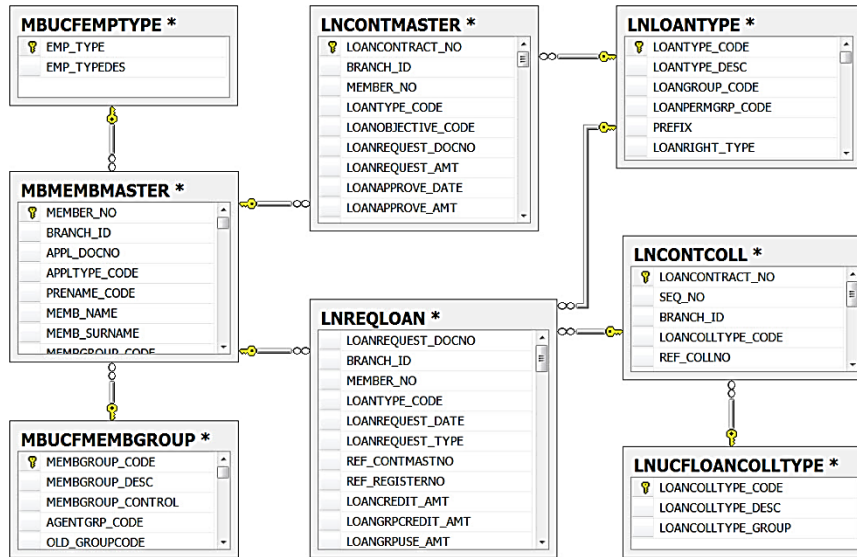 MBUCFEMPTYPE *
EMP_TYPE
EMP_TYPEDES
MBMEMBMASTER *
MEMBER_NO
BRANCH_ID
APPL_DOCNO
APPLTYPE_CODE
PRENAME_CODE
MEMB_NAME
MEMB_SURNAME
MEMBGROUP_CODE
MBUCFMEMBGROUP *
MEMBGROUP_CODE
MEMBGROUP_DESC
MEMBGROUP_CONTROL
AGENTGRP_CODE
OLD_GROUPCODE
LNCONTMASTER *
LOANCONTRACT_NO
BRANCH_ID
MEMBER_NO
LOANTYPE_CODE
LOANOBJECTIVE_CODE
LOANREQUEST_DOCNO
LOANREQUEST_AMT
LOANAPPROVE_DATE
LOANAPPROVE_AMT
LNREQLOAN *
LOANREQUEST_DOCNO
BRANCH_ID
MEMBER_NO
LOANTYPE_CODE
LOANREQUEST_DATE
LOANREQUEST_TYPE
REF_CONTMASTNO
REF_REGISTERNO
LOANCREDIT_AMT
LOANGRPCREDIT_AMT
LOANGRPUSE_AMT
LNLOANTYPE *
LOANTYPE_CODE
LOANTYPE_DESC
LOANGROUP_CODE
LOANPERMGRP_CODE
PREFIX
LOANRIGHT_TYPE
LNCONTCOLL *
LOANCONTRACT_NO
SEQ_NO
BRANCH_ID
LOANCOLLTYPE_CODE
REF_COLLNO
LNUCFLOANCOLLTYPE *
LOANCOLLTYPE_CODE
LOANCOLLTYPE_DESC
LOANCOLLTYPE_GROUP